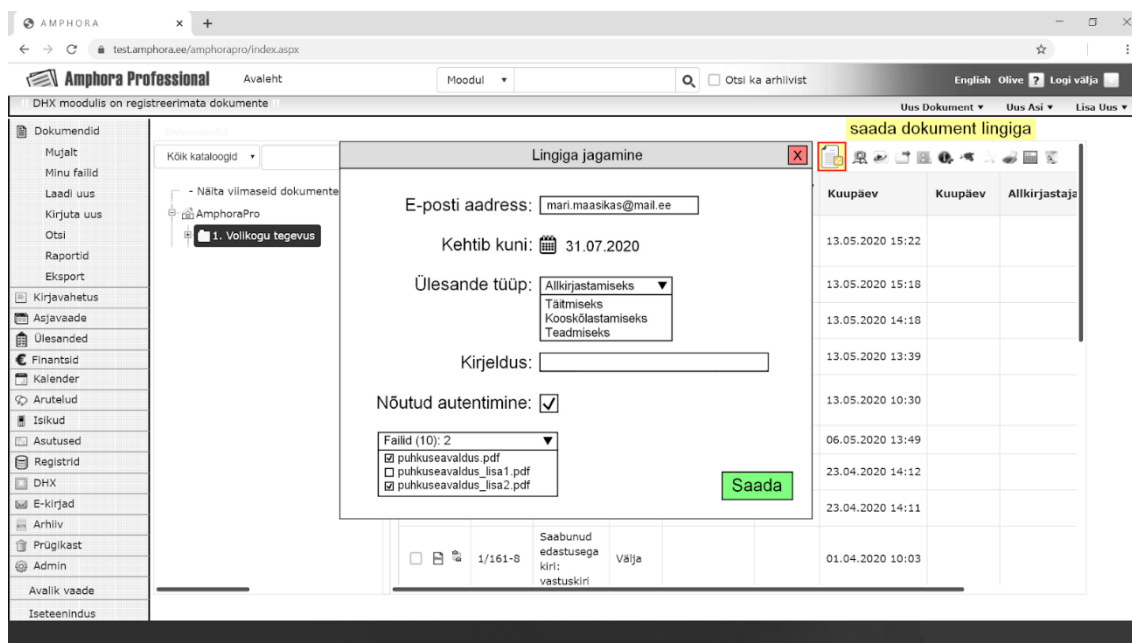 AMPHORA
test.amphora.ee/amphorapro/index.aspx
Amphora Professional Avaleht Moodul Otsi ka arhiivist English Olive ? Logi välja
DHX moodulis on registreerimata dokumente !!
Uus Dokument Uus Asi Lisa Uus
saada dokument lingiga
Dokumendid
Mujalt
Minu failid
Laadi uus
Kirjuta uus
Otsi
Raportid
Eksport
Kirjavahetus
Asjavaade
Ülesanded
Finantsid
Kalender
Arutelud
Isikud
Asutused
Registrid
DHX
E-kirjad
Arhiiv
Prügikast
Admin
Avalik vaade
Iseteenindus
Kõik kataloogid
- Näita viimaseid dokumente
AmphoraPro
1. Volikogu tegevus
Lingiga jagamine X
E-posti aadress: mari.maasikas@mail.ee
Kehtib kuni: 31.07.2020
Ülesande tüüp: Allkirjastamiseks
Täitmiseks
Kooskõlastamiseks
Teadmiseks
Kirjeldus:
Nõutud autentimine:
Failid (10): 2
puhkuseavaldus.pdf
puhkuseavaldus_lisa1.pdf
puhkuseavaldus_lisa2.pdf
Saada
Kuupäev Kuupäev Allkirjastaja
13.05.2020 15:22
13.05.2020 15:18
13.05.2020 14:18
13.05.2020 13:39
13.05.2020 10:30
06.05.2020 13:49
23.04.2020 14:12
23.04.2020 14:11
1/161-8
Saabunud
edastusega
kiri:
vastuskiri
Välja
01.04.2020 10:03